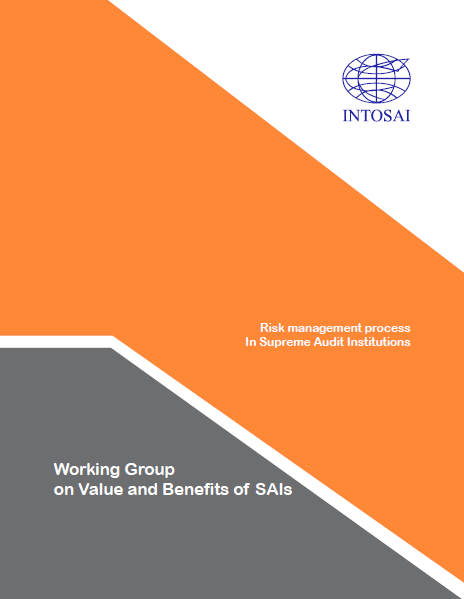 INTOSAI
Risk management process
In Supreme Audit Institutions
Working Group
on Value and Benefits of SAIs